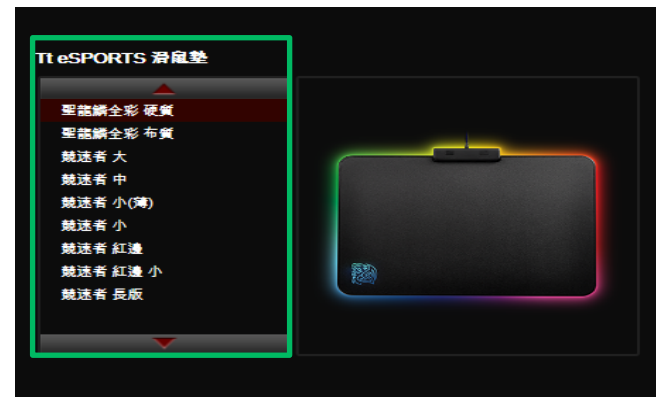 Tt eSPORTS 滑鼠墊
聖龍鱗全彩 硬質
聖龍鱗全彩 布質
競速者 大
競速者 中
競速者 小(薄)
競速者 小
競速者 紅邊
競速者 紅邊 小
競速者 長版